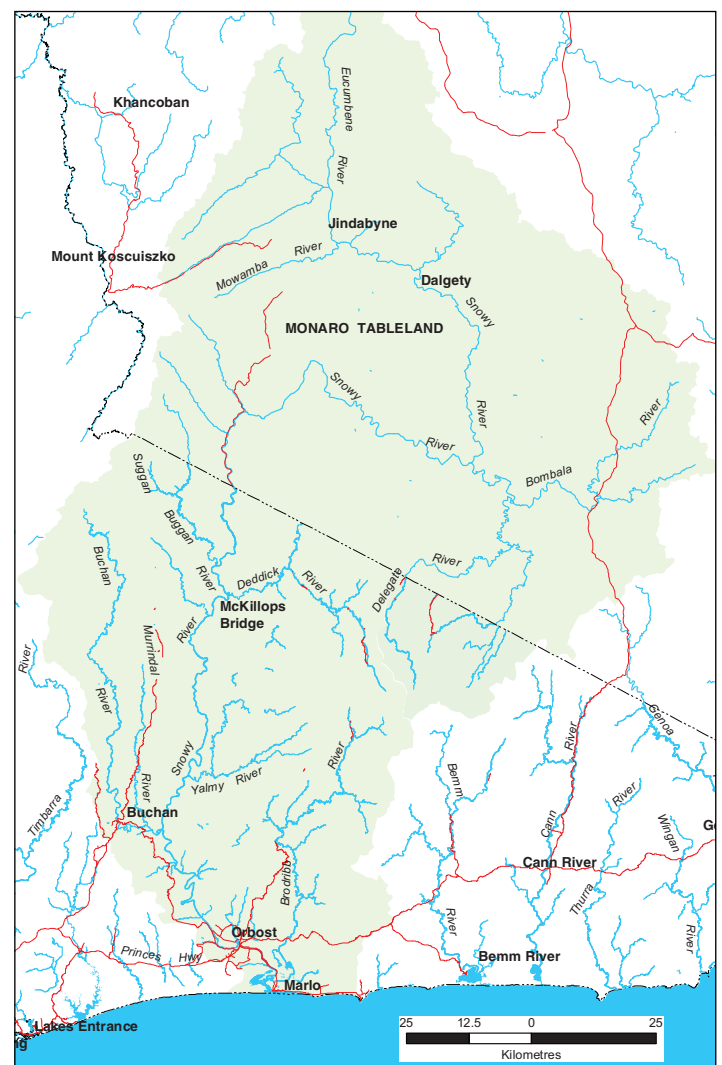 Khancoban
Eucumbene
River
Jindabyne
River
Mowamba
Mount Koscuiszko
Dalgety
Snowy
MONARO TABLELAND
Snowy
River
River
River
Bombala
Suggan
Buggan
River
Buchan
River
Deddick
River
River
Delegate
McKillops
Bridge
River
Murrindal
River
River
Timbarra
Snowy
Yalmy River
River
Buchan
Brodribb
Bemm
River
River
Cann
River
Genoa
Wingan
River
Ge
Cann River
Thurra
Orbost
Princes Hwy
Bemm River
Marlo
Lakes Entrance
ng
25 12.5 0 25
Kilometres